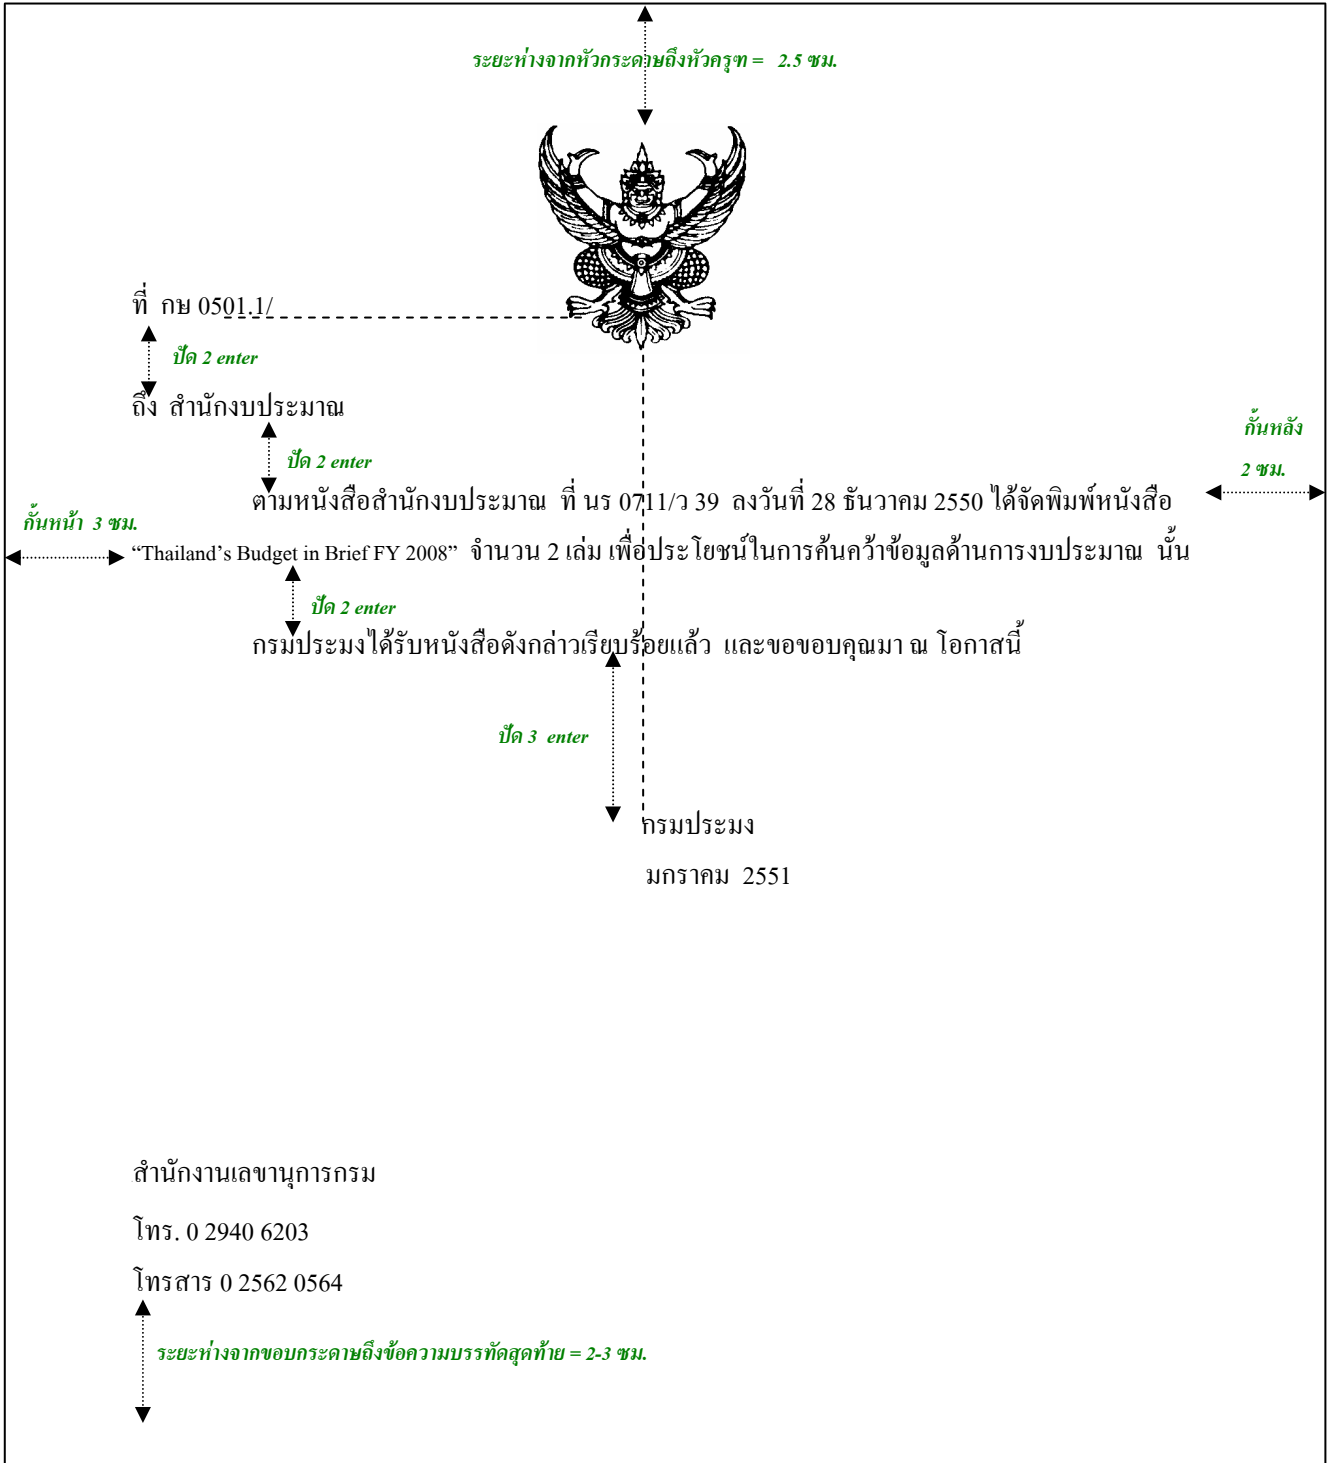 ระยะห่างจากหัวกระดาษถึงหัวครุฑ = 2.5 ซม.
ที่ กษ 0501.1/
ปัด 2 enter
ถึง สำนักงบประมาณ
กั้นหลัง
2 ซม.
ปัด 2 enter
ตามหนังสือสำนักงบประมาณ ที่ นร 0711/ว 39 ลงวันที่ 28 ธันวาคม 2550 ได้จัดพิมพ์หนังสือ
กั้นหน้า 3 ซม.
“Thailand’s Budget in Brief FY 2008” จำนวน 2 เล่ม เพื่อประโยชน์ในการค้นคว้าข้อมูลด้านการงบประมาณ นั้น
ปัด 2 enter
กรมประมงได้รับหนังสือดังกล่าวเรียบร้อยแล้ว และขอขอบคุณมา ณ โอกาสนี้
ปัด 3 enter
กรมประมง
มกราคม 2551
สำนักงานเลขานุการกรม
โทร. 0 2940 6203
โทรสาร 0 2562 0564
ระยะห่างจากขอบกระดาษถึงข้อความบรรทัดสุดท้าย = 2-3 ซม.